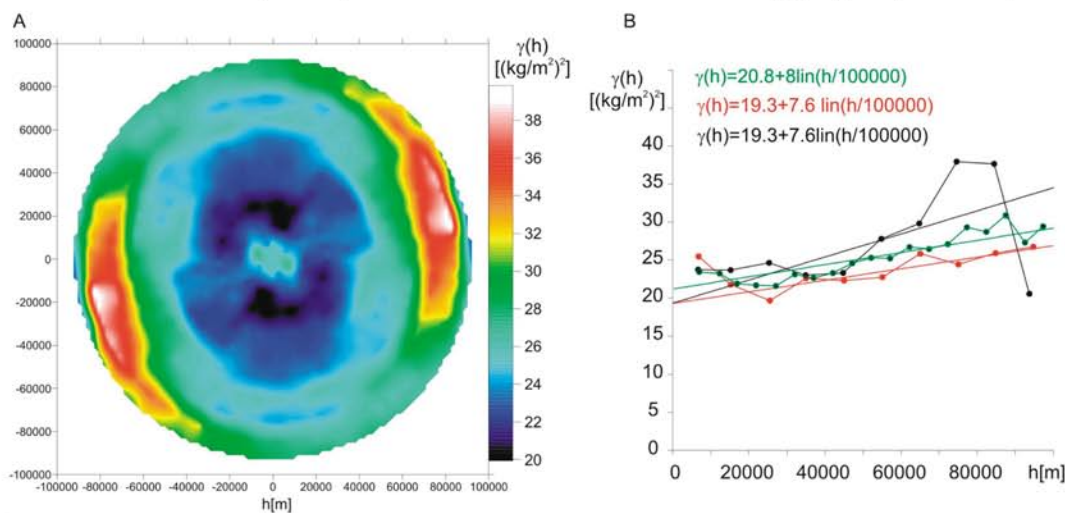 A
γ(h)
[(kg/m²)²]
100000
80000
60000
40000
20000
0
-20000
-40000
-60000
-80000
-100000
-100000 -80000 -60000 -40000 -20000 0 20000 40000 60000 80000 100000
h[m]
38
36
34
32
30
28
26
24
22
20
B
γ(h)
[(kg/m²)²]
γ(h)=20.8+8lin(h/100000)
γ(h)=19.3+7.6 lin(h/100000)
γ(h)=19.3+7.6lin(h/100000)
40
35
30
25
20
15
10
5
0
0 20000 40000 60000 80000 h[m]